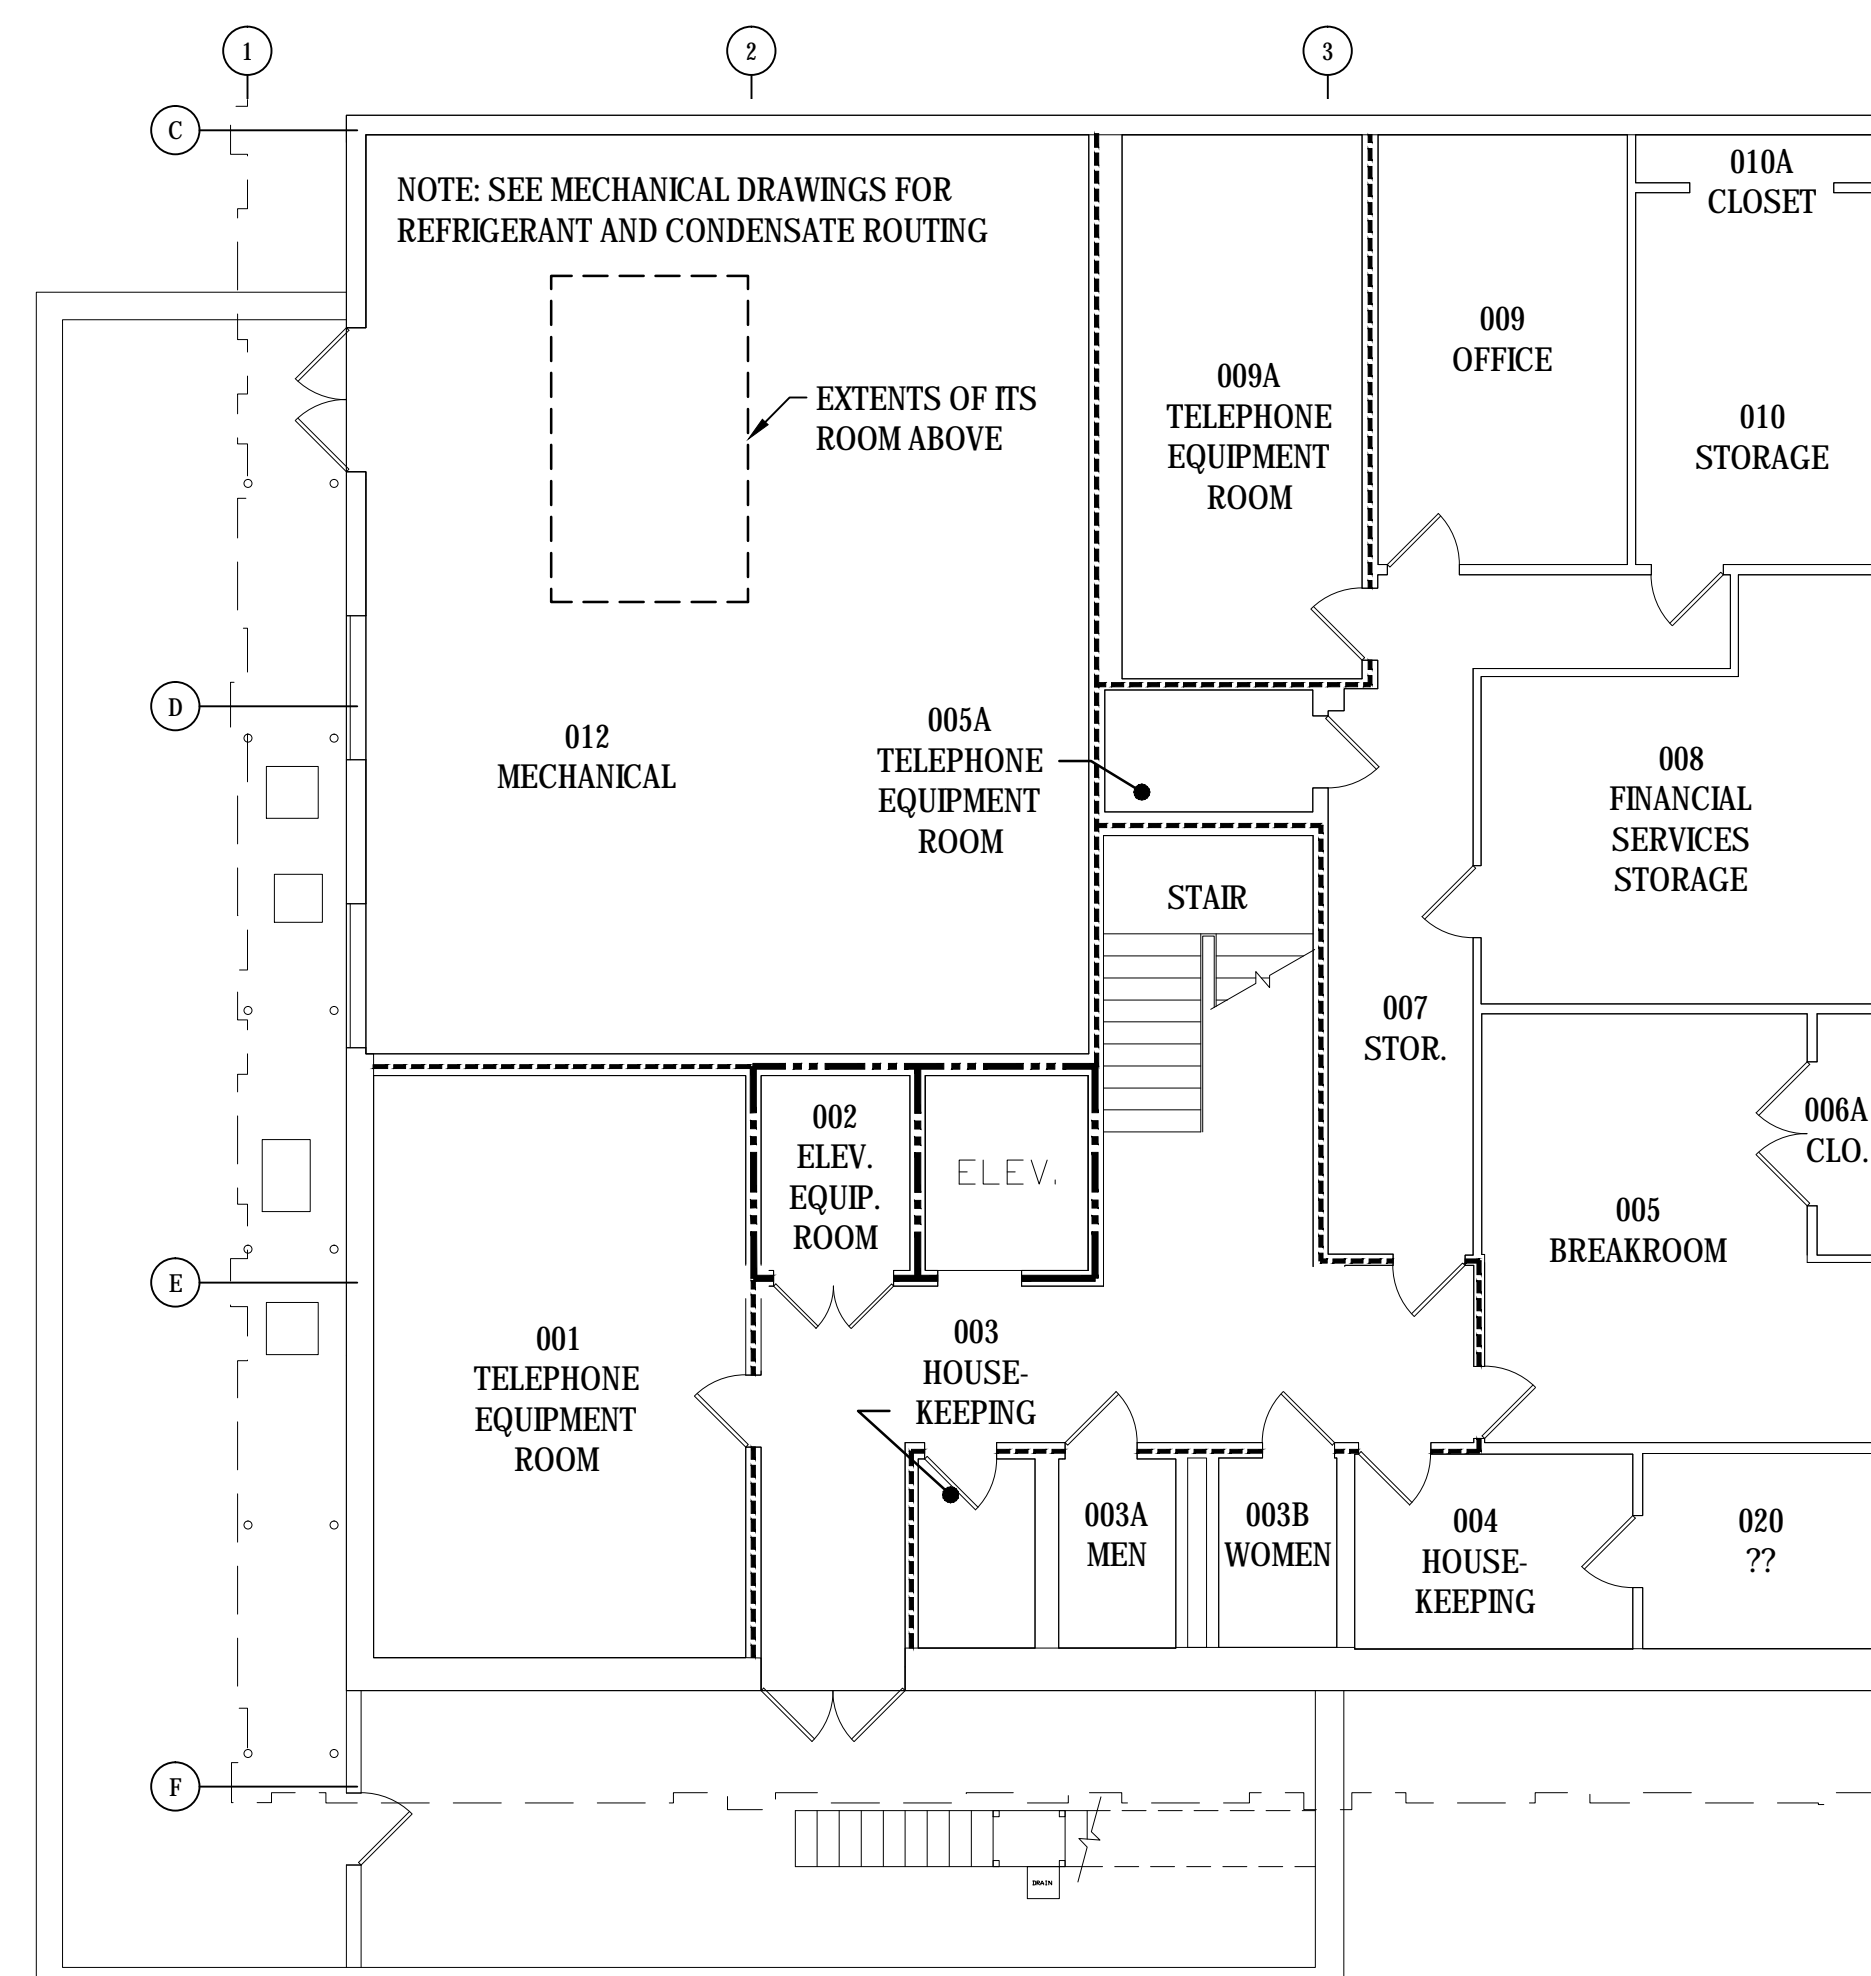 1
2
3
C
NOTE: SEE MECHANICAL DRAWINGS FOR
REFRIGERANT AND CONDENSATE ROUTING
010A
CLOSET
009
OFFICE
EXTENTS OF ITS
ROOM ABOVE
009A
TELEPHONE
EQUIPMENT
ROOM
010
STORAGE
D
012
MECHANICAL
005A
TELEPHONE
EQUIPMENT
ROOM
008
FINANCIAL
SERVICES
STORAGE
STAIR
007
STOR.
002
ELEV.
EQUIP.
ROOM
ELEV.
006A
CLO.
005
BREAKROOM
E
001
TELEPHONE
EQUIPMENT
ROOM
003
HOUSE-
KEEPING
003A
MEN
003B
WOMEN
004
HOUSE-
KEEPING
020
??
F
DRAIN